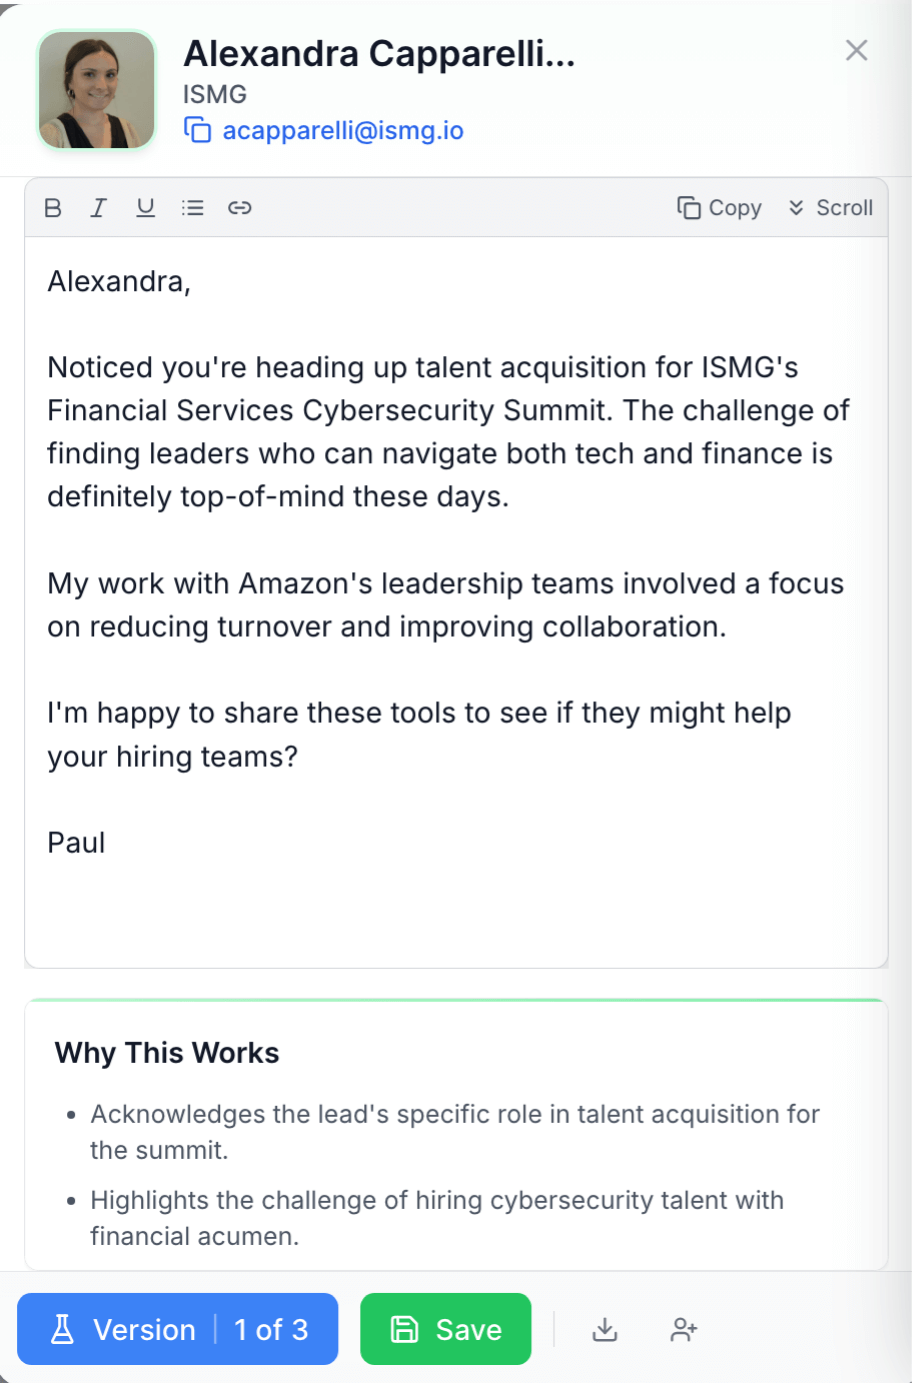 Alexandra Capparelli...
ISMG
acapparelli@ismg.io
B I U Copy Scroll
Alexandra,
Noticed you're heading up talent acquisition for ISMG's
Financial Services Cybersecurity Summit. The challenge of
finding leaders who can navigate both tech and finance is
definitely top-of-mind these days.
My work with Amazon's leadership teams involved a focus
on reducing turnover and improving collaboration.
I'm happy to share these tools to see if they might help
your hiring teams?
Paul
Why This Works
• Acknowledges the lead's specific role in talent acquisition for
the summit.
• Highlights the challenge of hiring cybersecurity talent with
financial acumen.
Version | 1 of 3 Save